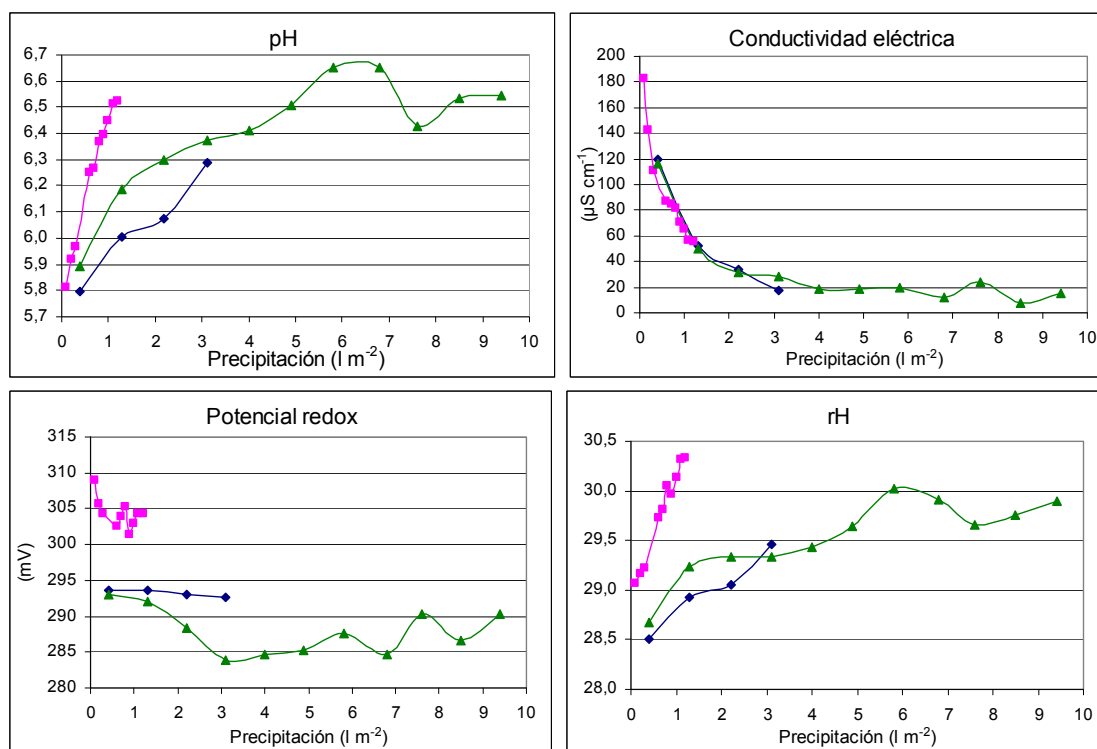 pH
6,7
6,6
6,5
6,4
6,3
6,2
6,1
6,0
5,9
5,8
5,7
0 1 2 3 4 5 6 7 8 9 10
Precipitación (l m-2)
Conductividad eléctrica
(µS cm-1)
200
180
160
140
120
100
80
60
40
20
0
0 1 2 3 4 5 6 7 8 9 10
Precipitación (l m-2)
Potencial redox
(mV)
315
310
305
300
295
290
285
280
0 1 2 3 4 5 6 7 8 9 10
Precipitación (l m-2)
rH
30,5
30,0
29,5
29,0
28,5
28,0
0 1 2 3 4 5 6 7 8 9 10
Precipitación (l m-2)